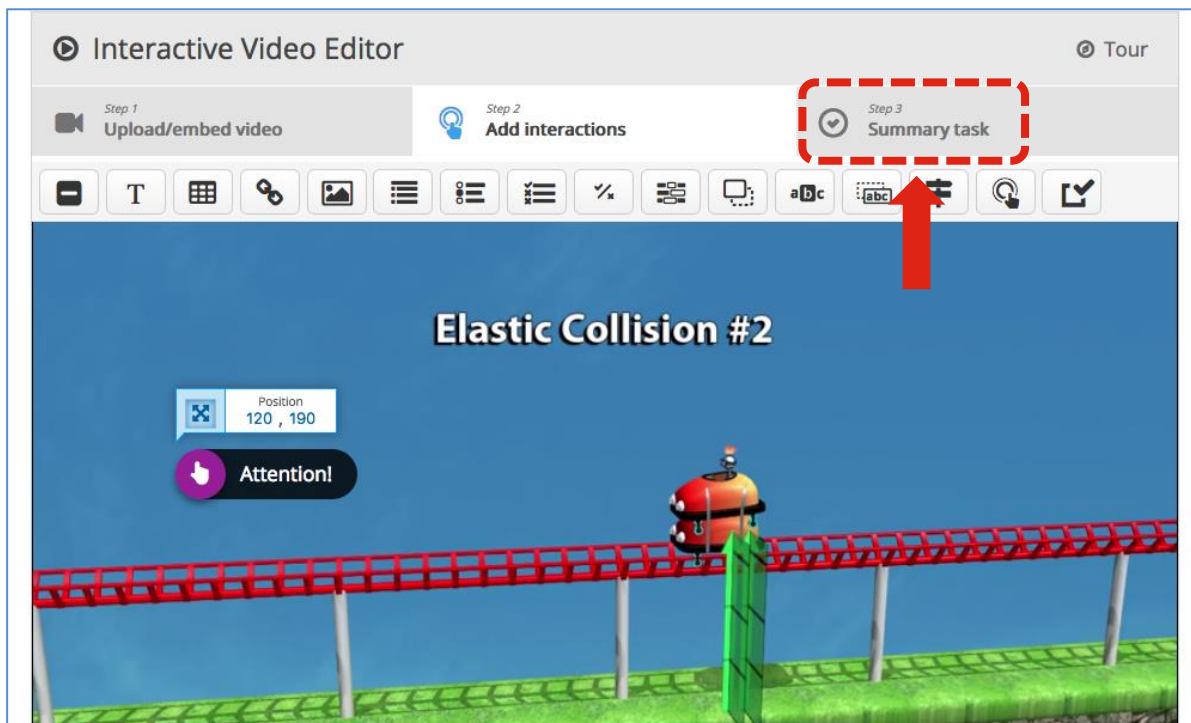 Interactive Video Editor
Tour
Step 1
Upload/embed video
Step 2
Add interactions
Step 3
Summary task
T
abc
abc
Elastic Collision #2
Position
120 , 190
Attention!